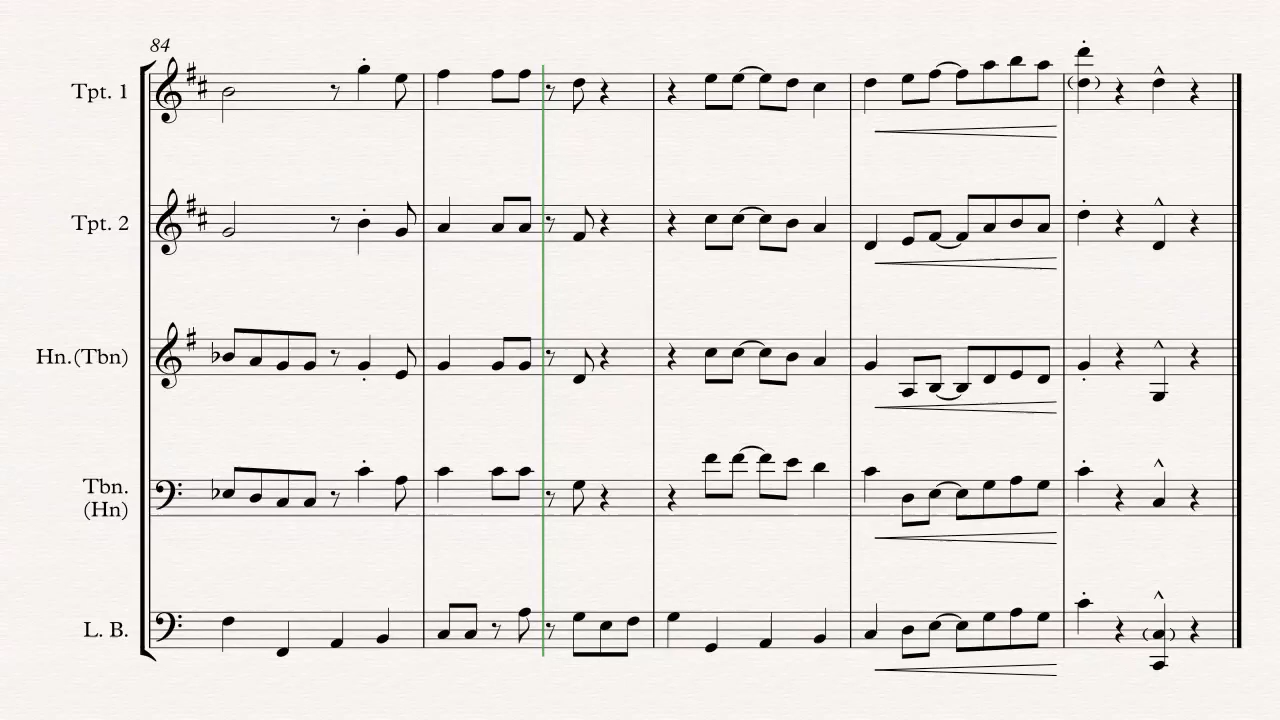 84
Tpt. 1
Tpt. 2
Hn.(Tbn)
Tbn.
(Hn)
L. B.